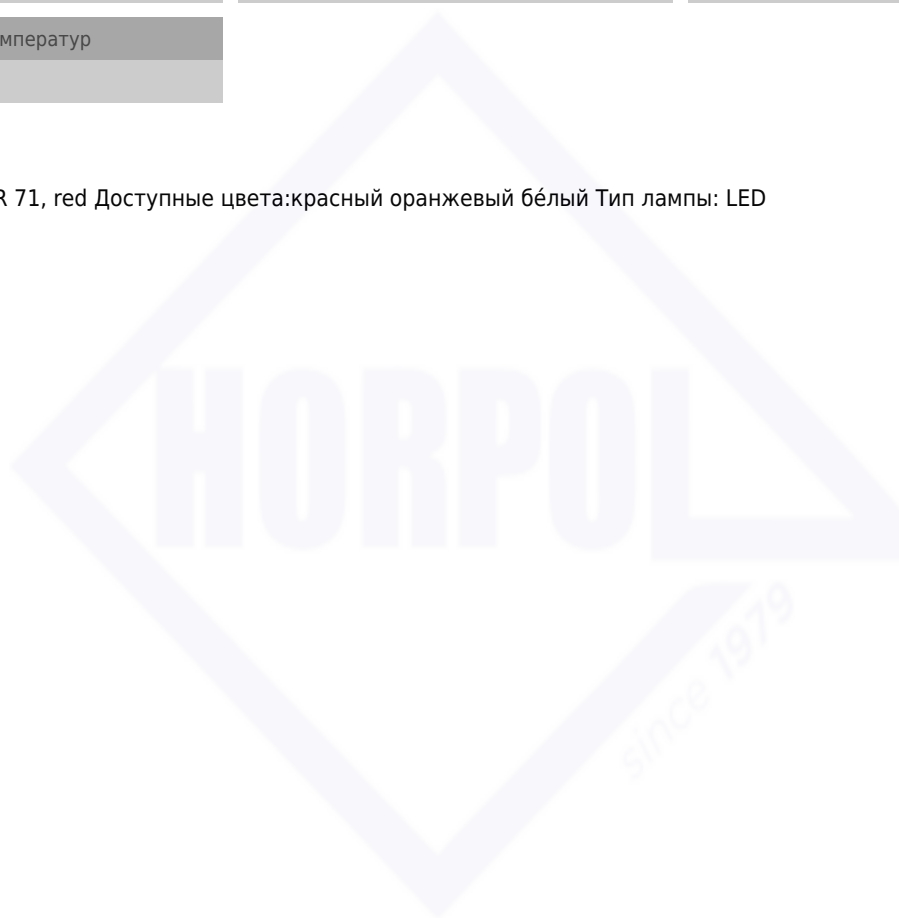 мператур
R 71, red Доступные цвета:красный оранжевый бе́лый Тип лампы: LED
HORPOL
since 1979